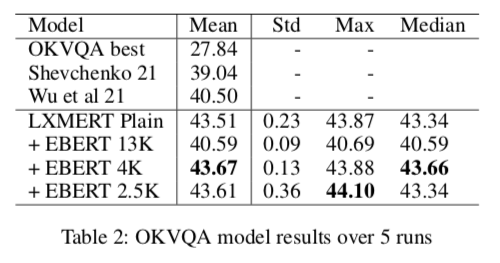 Model Mean Std Max Median
OKVQA best 27.84 - - -
Shevchenko 21 39.04 - - -
Wu et al 21 40.50 - - -
LXMERT Plain 43.51 0.23 43.87 43.34
+ EBERT 13K 40.59 0.09 40.69 40.59
+ EBERT 4K 43.67 0.13 43.88 43.66
+ EBERT 2.5K 43.61 0.36 44.10 43.34
Table 2: OKVQA model results over 5 runs